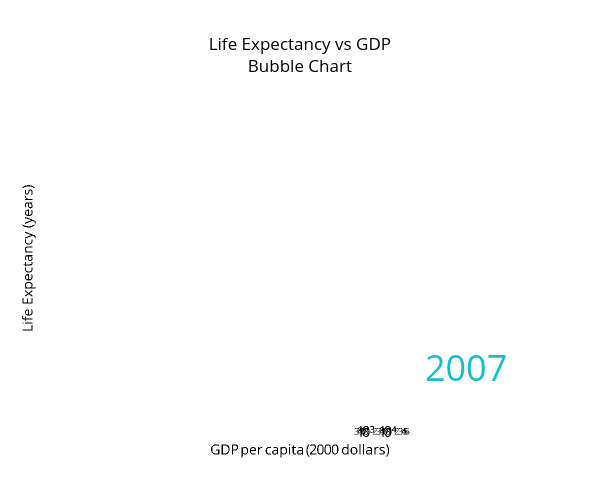 Life Expectancy vs GDP
Bubble Chart
Life Expectancy (years)
2007
GDP per capita (2000 dollars)